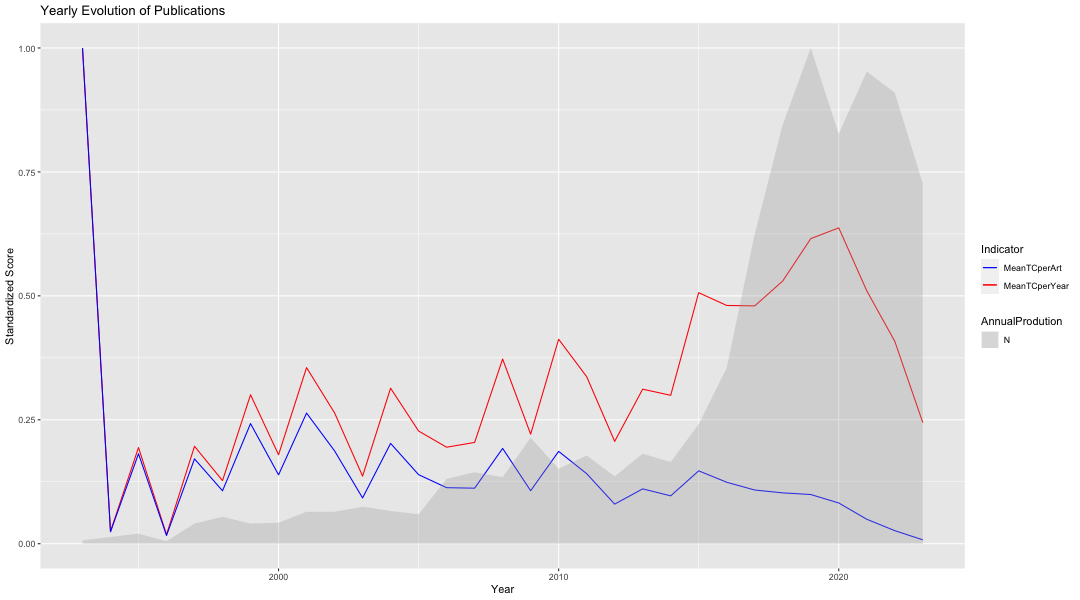 Yearly Evolution of Publications
1.00
0.75
0.50
0.25
0.00
Standardized Score
2000
2010
2020
Year
Indicator
MeanTCperArt
MeanTCperYear
AnnualProdution
N